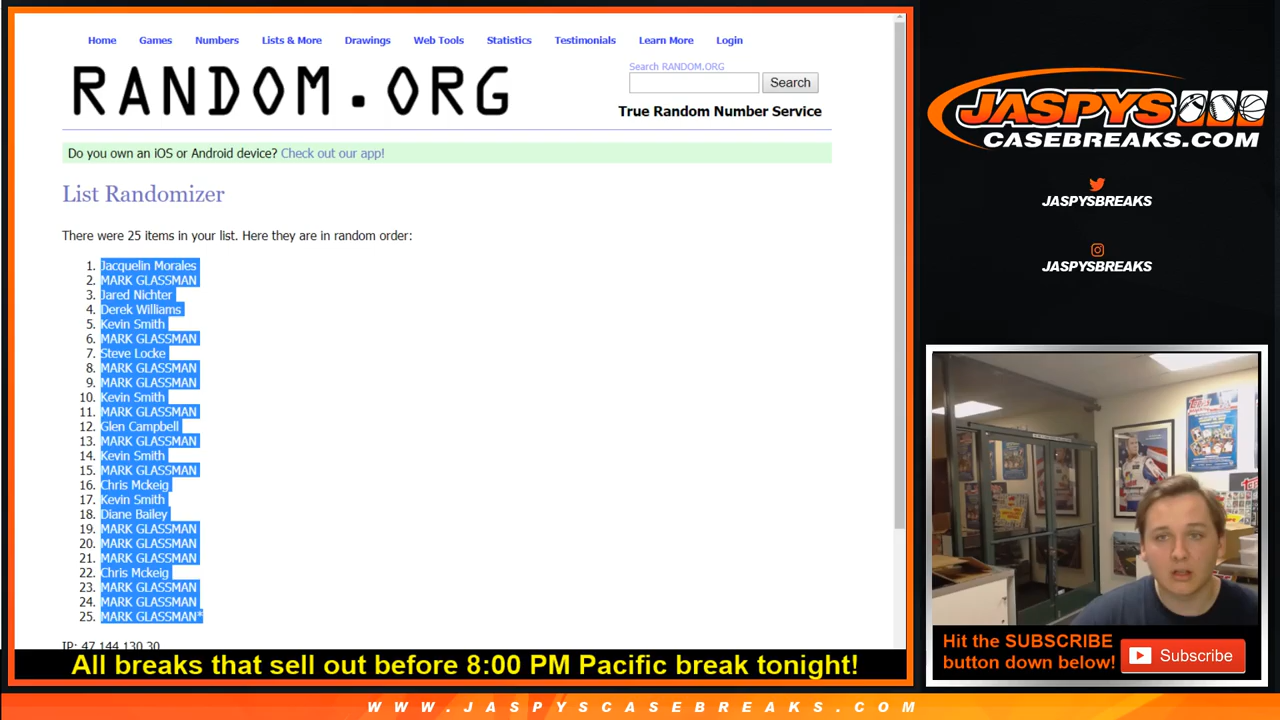 Home Games Numbers Lists & More Drawings Web Tools Statistics Testimonials Learn More Login
RANDOM.ORG
Search RANDOM.ORG
Search
True Random Number Service
Do you own an iOS or Android device? Check out our app!
List Randomizer
There were 25 items in your list. Here they are in random order:
1. Jacquelin Morales
2. MARK GLASSMAN
3. Jared Nichter
4. Derek Williams
5. Kevin Smith
6. MARK GLASSMAN
7. Steve Locke
8. MARK GLASSMAN
9. MARK GLASSMAN
10. Kevin Smith
11. MARK GLASSMAN
12. Glen Campbell
13. MARK GLASSMAN
14. Kevin Smith
15. MARK GLASSMAN
16. Chris Mckeig
17. Kevin Smith
18. Diane Bailey
19. MARK GLASSMAN
20. MARK GLASSMAN
21. MARK GLASSMAN
22. Chris Mckeig
23. MARK GLASSMAN
24. MARK GLASSMAN
25. MARK GLASSMAN*
IP: 47.144.130.30
All breaks that sell out before 8:00 PM Pacific break tonight!
WWW.JASPYSCASEBREAKS.COM
JASPYS
CASEBREAKS.COM
JASPYSBREAKS
JASPYSBREAKS
Topps
Hit the SUBSCRIBE
button down below!
Subscribe